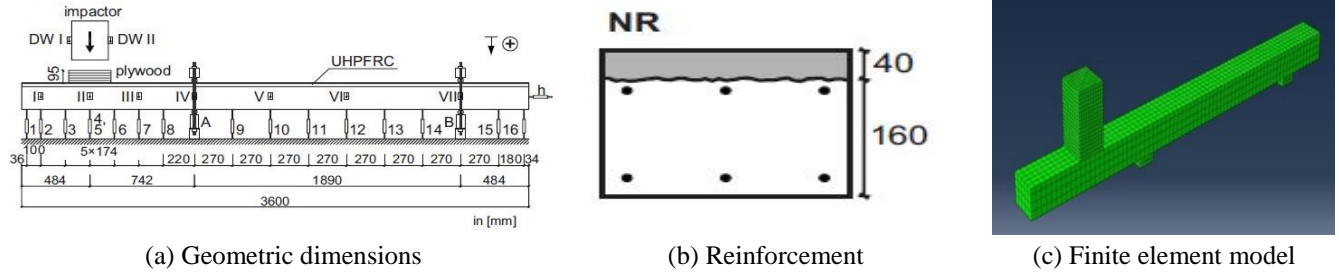 impactor
DW I DW II
95 plywood
UHPFRC
I II III IV V VI VII h
1 2 3 4, 5 6 7 8 A 9 10 11 12 13 14 B 15 16
36 100 5×174 220 270 270 270 270 270 270 270 180 34
484 742 1890 484
3600
in [mm]
NR
40
160
(a) Geometric dimensions
(b) Reinforcement
(c) Finite element model